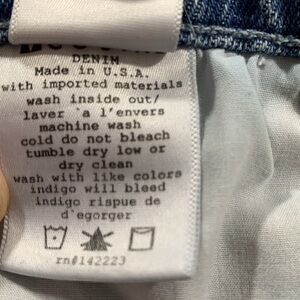 DENIM
Made in U.S.A.
with imported materials
wash inside out/
laver `a l'envers
machine wash
cold do not bleach
tumble dry low or
dry clean
wash with like colors
indigo will bleed
indigo rispue de
d`egorger
rn#142223